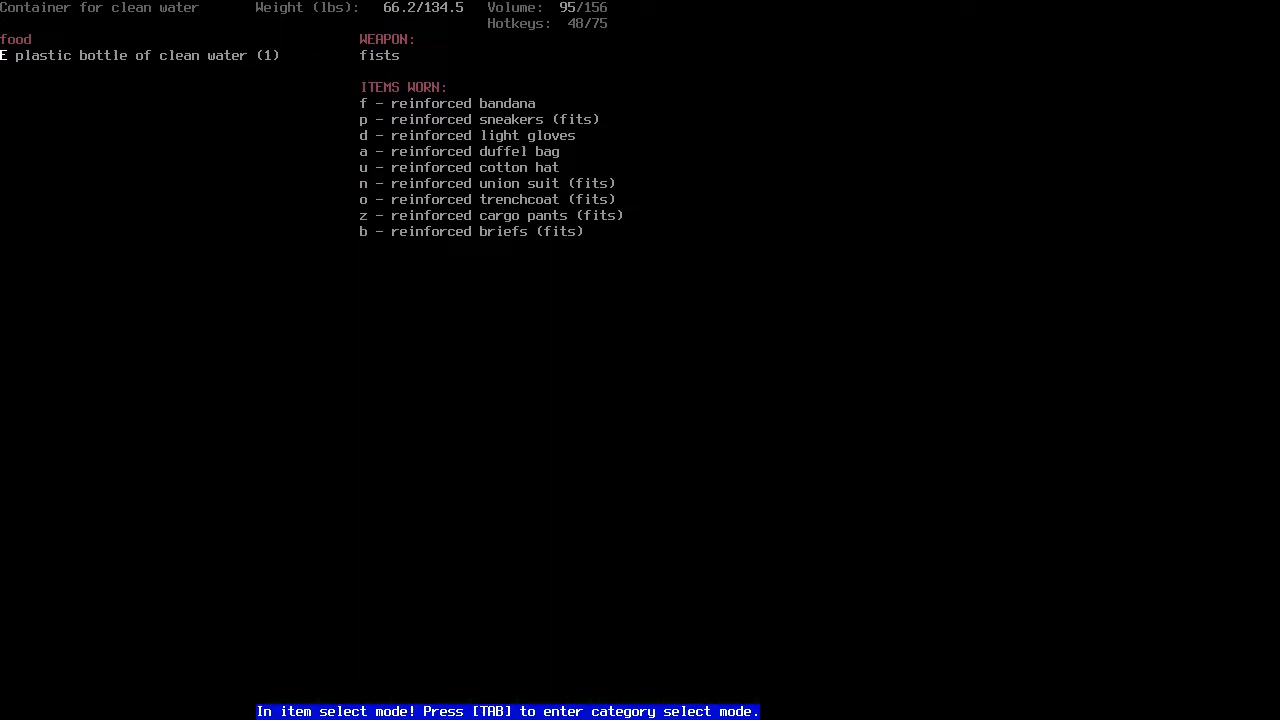 Container for clean water Weight (lbs): 66.2/134.5 Volume: 95/156
Hotkeys: 48/75
food WEAPON:
E plastic bottle of clean water (1) fists
ITEMS WORN:
f - reinforced bandana
p - reinforced sneakers (fits)
d - reinforced light gloves
a - reinforced duffel bag
u - reinforced cotton hat
n - reinforced union suit (fits)
o - reinforced trenchcoat (fits)
z - reinforced cargo pants (fits)
b - reinforced briefs (fits)
In item select mode! Press [TAB] to enter category select mode.